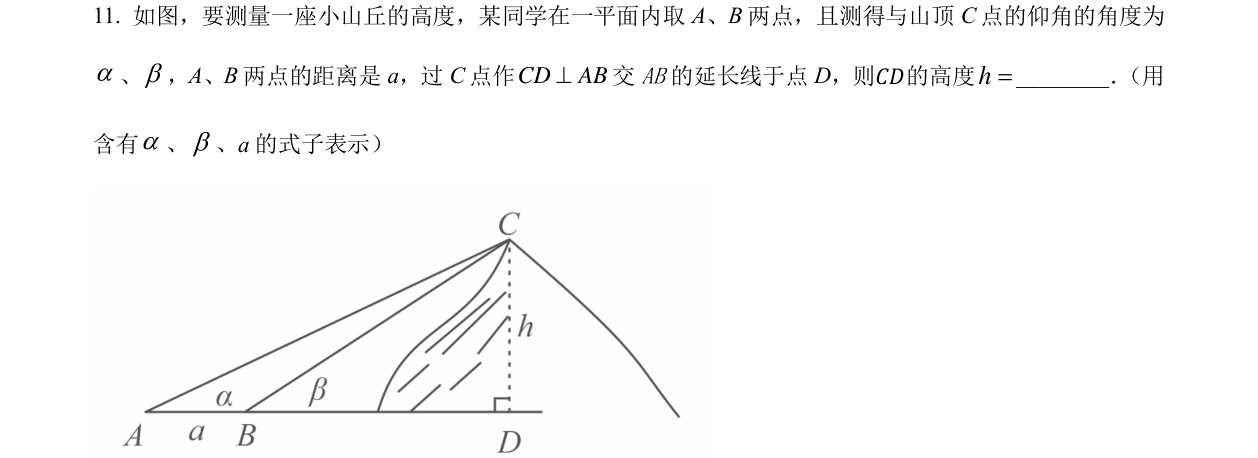 11. 如图，要测量一座小山丘的高度，某同学在一平面内取 A、B 两点，且测得与山顶 C 点的仰角的角度为
α、β，A、B 两点的距离是 a，过 C 点作 CD⊥AB 交 AB 的延长线于点 D，则CD的高度 h =________.（用
含有 α、β、a 的式子表示）
C
h
α β
A a B D